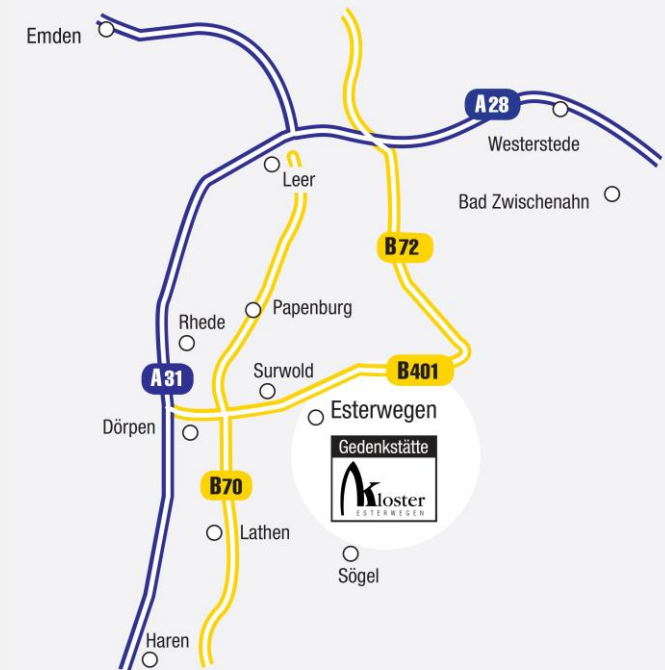 Emden
A28
Westerstede
Leer
Bad Zwischenahn
B72
Papenburg
Rhede
A31
Surwold
B401
Esterwegen
Dörpen
Gedenkstätte
Kloster
ESTERWEGEN
B70
Lathen
Sögel
Haren